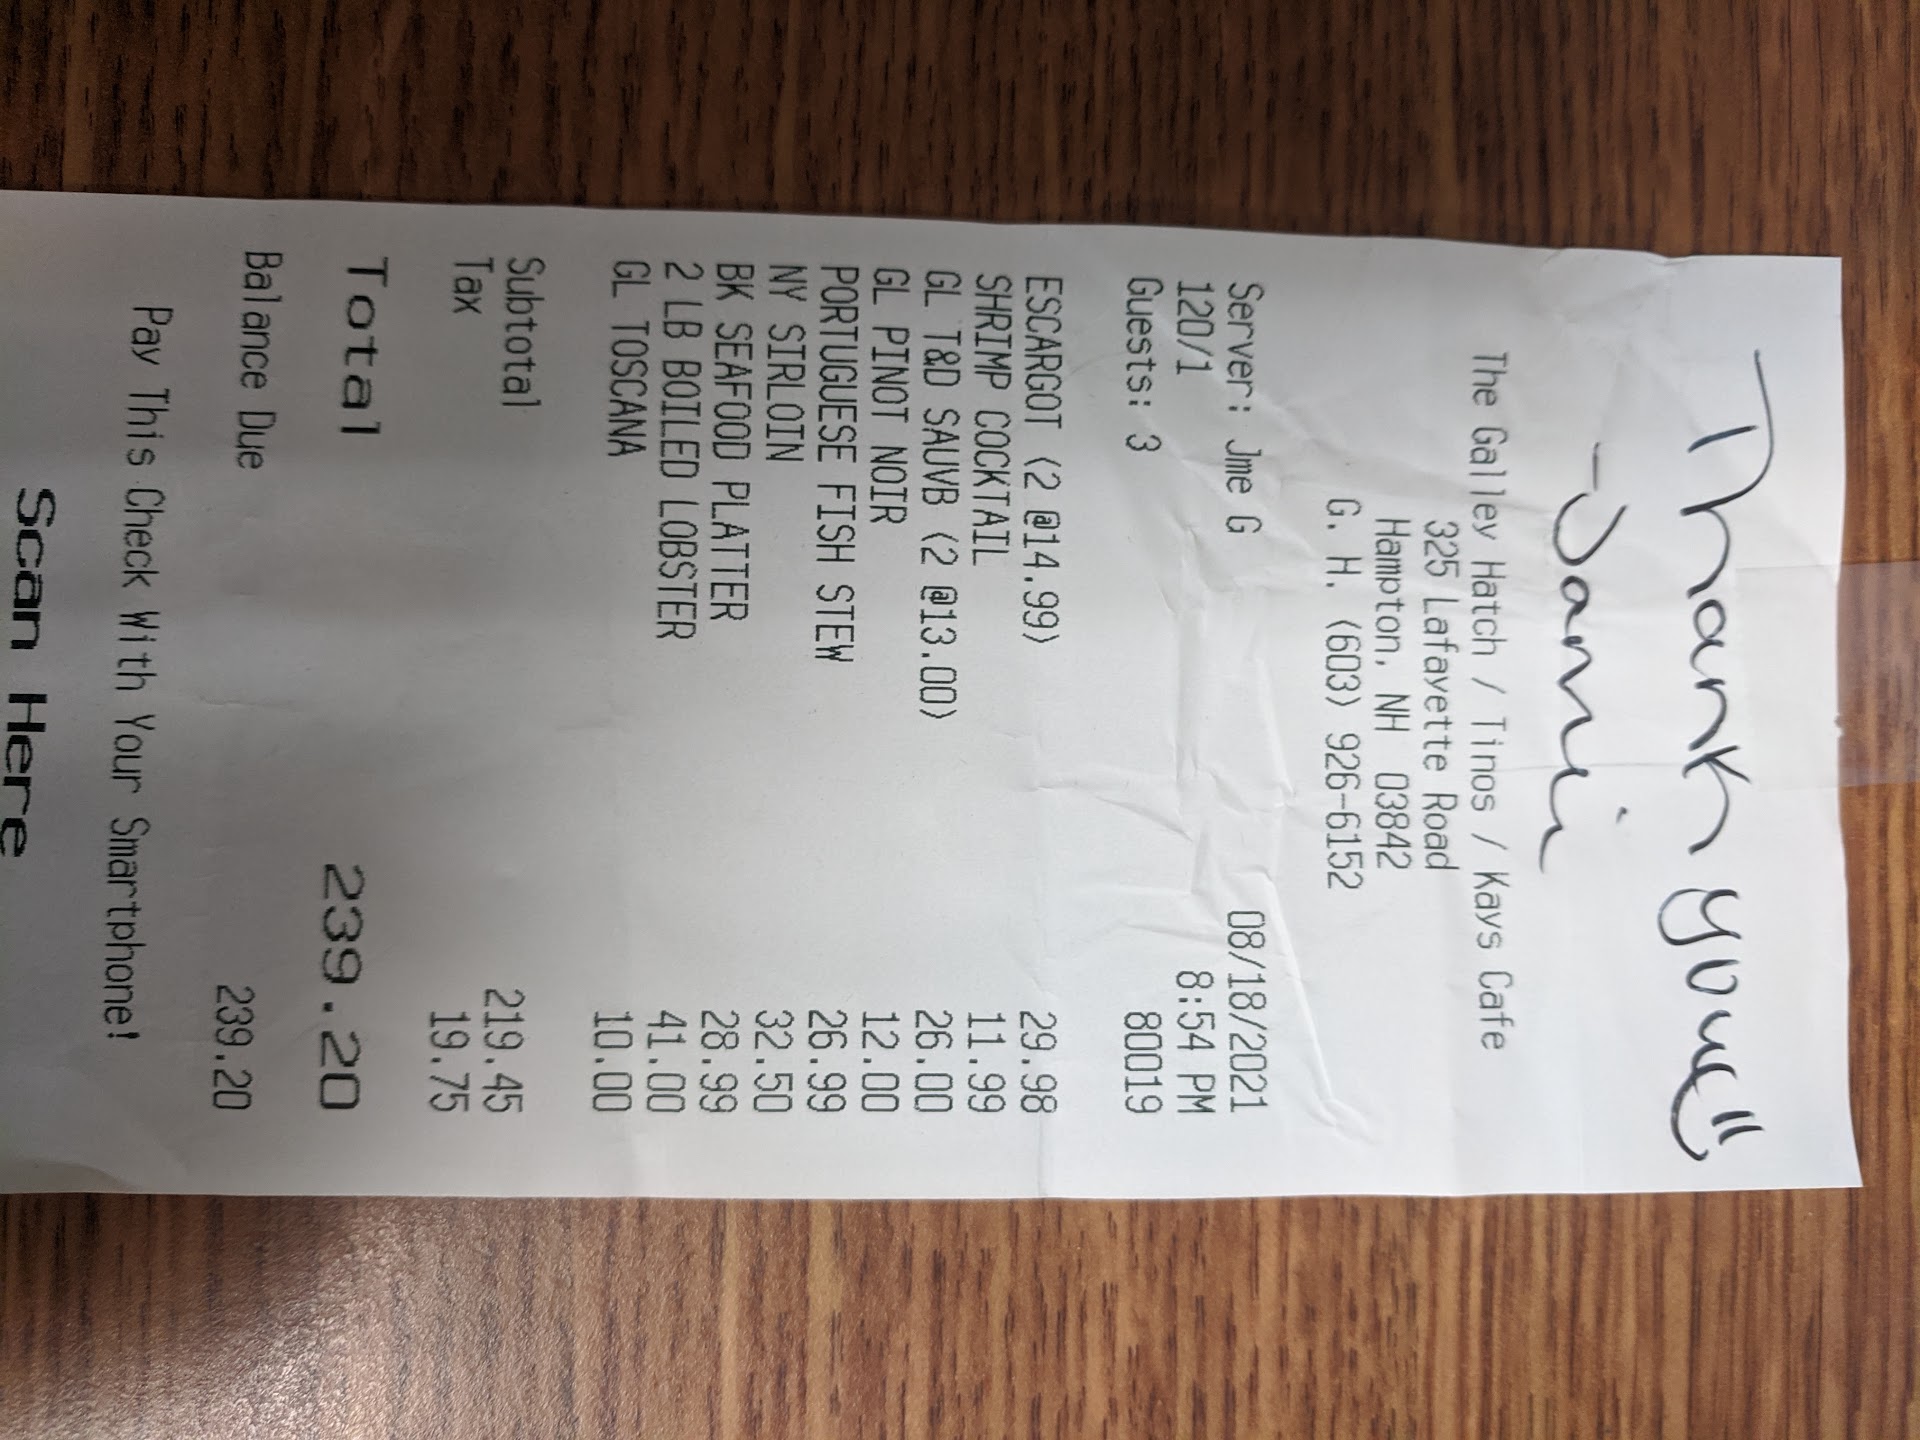 Thank you
-Jami
The Galley Hatch / Tinos / Kays Cafe
325 Lafayette Road
Hampton, NH 03842
G. H. (603) 926-6152
Server: Jme G 08/18/2021
120/1 8:54 PM
Guests: 3 80019
ESCARGOT (2 @14.99) 29.98
SHRIMP COCKTAIL 11.99
GL T&D SAUVB (2 @13.00) 26.00
GL PINOT NOIR 12.00
PORTUGUESE FISH STEW 26.99
NY SIRLOIN 32.50
BK SEAFOOD PLATTER 28.99
2 LB BOILED LOBSTER 41.00
GL TOSCANA 10.00
Subtotal 219.45
Tax 19.75
Total 239.20
Balance Due 239.20
Pay This Check With Your Smartphone!
Scan Here